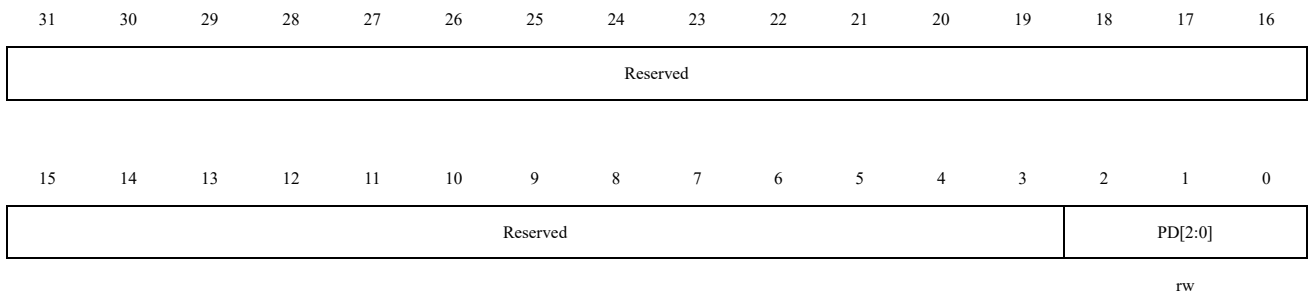 31 30 29 28 27 26 25 24 23 22 21 20 19 18 17 16
Reserved
15 14 13 12 11 10 9 8 7 6 5 4 3 2 1 0
Reserved PD[2:0]
rw